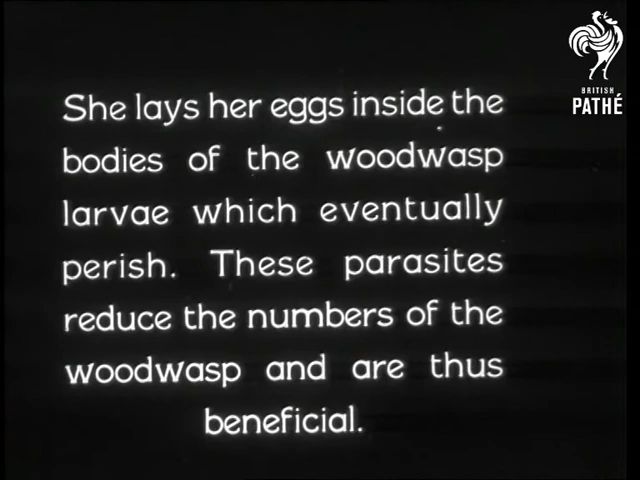 She lays her eggs inside the
bodies of the woodwasp
larvae which eventually
perish. These parasites
reduce the numbers of the
woodwasp and are thus
beneficial.
BRITISH
PATHÉ